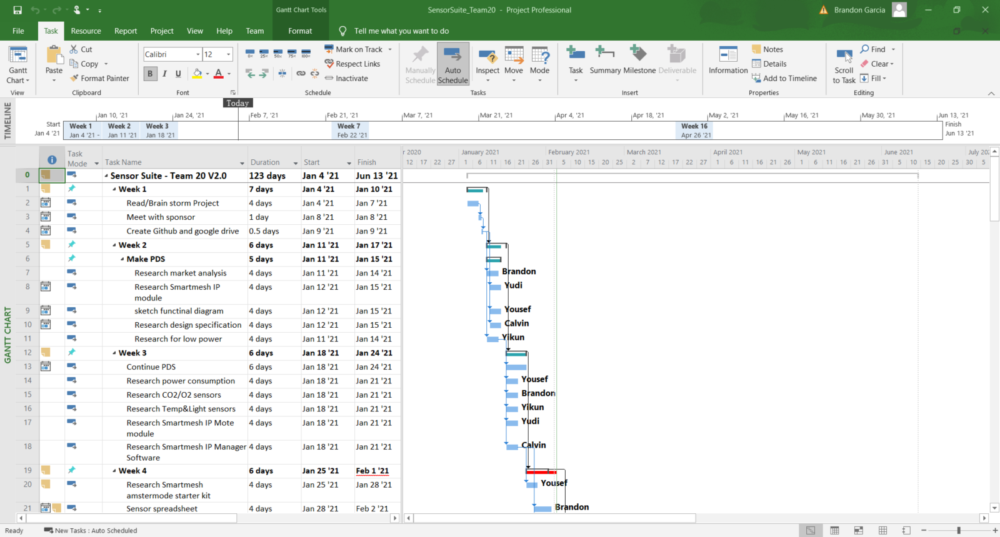 Gantt Chart Tools
SensorSuite_Team20 - Project Professional
Brandon Garcia
File Task Resource Report Project View Help Team Format Tell me what you want to do
Gantt Chart
View
Paste
Cut
Copy
Format Painter
Clipboard
Calibri 12
B I U A
Font
0% 25% 50% 75% 100%
Mark on Track
Respect Links
Inactivate
Schedule
Manually Schedule
Auto Schedule
Inspect
Move
Mode
Tasks
Task
Summary
Milestone
Deliverable
Insert
Information
Notes
Details
Add to Timeline
Properties
Scroll to Task
Find
Clear
Fill
Editing
TIMELINE
Today
Jan 10, '21 Jan 24, '21 Feb 7, '21 Feb 21, '21 Mar 7, '21 Mar 21, '21 Apr 4, '21 Apr 18, '21 May 2, '21 May 16, '21 May 30, '21 Jun 13, '21
Start
Jan 4 '21
Week 1 Week 2 Week 3 Week 7 Week 16
Jan 4 '21 - Jan 11 '21 Jan 18 '21 Feb 22 '21 Apr 26 '21
Finish
Jun 13 '21
GANTT CHART
Task Mode Task Name Duration Start Finish
r 2020 January 2021 February 2021 March 2021 April 2021 May 2021 June 2021 July 202
12 17 22 27 1 6 11 16 21 26 31 5 10 15 20 25 2 7 12 17 22 27 1 6 11 16 21 26 1 6 11 16 21 26 31 5 10 15 20 25 30 5
0 Sensor Suite - Team 20 V2.0 123 days Jan 4 '21 Jun 13 '21
1 Week 1 7 days Jan 4 '21 Jan 10 '21
2 Read/Brain storm Project 4 days Jan 4 '21 Jan 7 '21
3 Meet with sponsor 1 day Jan 8 '21 Jan 8 '21
4 Create Github and google drive 0.5 days Jan 9 '21 Jan 9 '21
5 Week 2 6 days Jan 11 '21 Jan 17 '21
6 Make PDS 5 days Jan 11 '21 Jan 15 '21
7 Research market analysis 4 days Jan 11 '21 Jan 14 '21 Brandon
8 Research Smartmesh IP module 4 days Jan 12 '21 Jan 15 '21 Yudi
9 sketch functinal diagram 4 days Jan 12 '21 Jan 15 '21 Yousef
10 Research design specification 4 days Jan 12 '21 Jan 15 '21 Calvin
11 Research for low power 4 days Jan 11 '21 Jan 14 '21 Yikun
12 Week 3 6 days Jan 18 '21 Jan 24 '21
13 Continue PDS 6 days Jan 18 '21 Jan 24 '21
14 Research power consumption 4 days Jan 18 '21 Jan 21 '21 Yousef
15 Research CO2/O2 sensors 4 days Jan 18 '21 Jan 21 '21 Brandon
16 Research Temp&Light sensors 4 days Jan 18 '21 Jan 21 '21 Yikun
17 Research Smartmesh IP Mote module 4 days Jan 18 '21 Jan 21 '21 Yudi
18 Research Smartmesh IP Manager Software 4 days Jan 18 '21 Jan 21 '21 Calvin
19 Week 4 6 days Jan 25 '21 Feb 1 '21
20 Research Smartmesh amstermode starter kit 4 days Jan 25 '21 Jan 28 '21 Yousef
21 Sensor spreadsheet 4 days Jan 28 '21 Feb 2 '21 Brandon
Ready New Tasks : Auto Scheduled